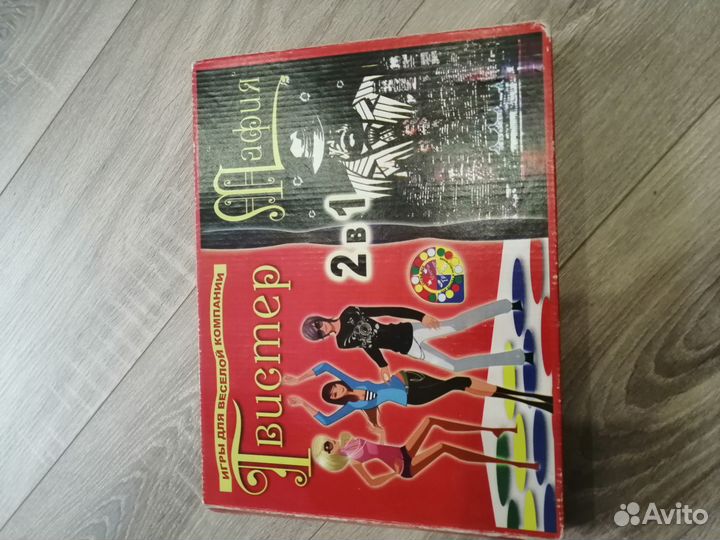 ИГРЫ ДЛЯ ВЕСЕЛОЙ КОМПАНИИ
Твистер
Мафия
2 в 1
Avito